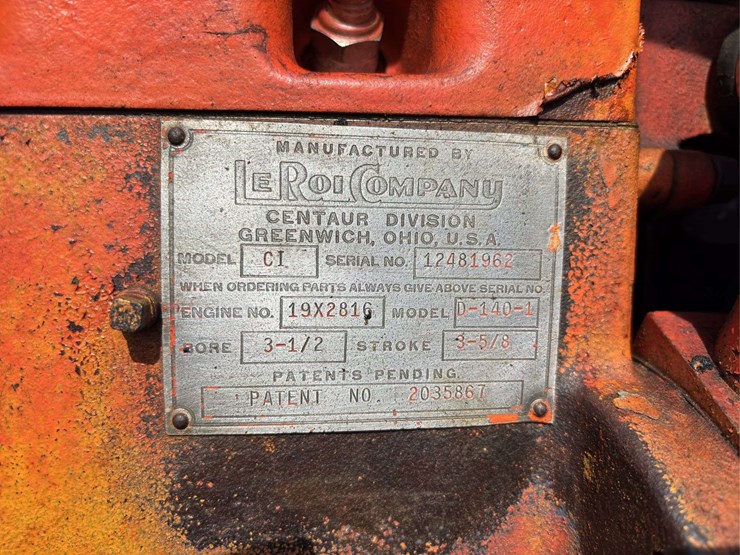 MANUFACTURED BY
LE ROI COMPANY
CENTAUR DIVISION
GREENWICH, OHIO, U.S.A.
MODEL CI SERIAL NO. 12481962
WHEN ORDERING PARTS ALWAYS GIVE ABOVE SERIAL NO.
ENGINE NO. 19X2816 MODEL D-140-1
BORE 3-1/2 STROKE 3-5/8
PATENTS PENDING
PATENT NO. 2035867